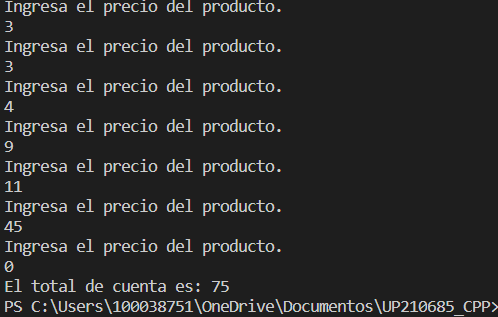 Ingresa el precio del producto.
3
Ingresa el precio del producto.
3
Ingresa el precio del producto.
4
Ingresa el precio del producto.
9
Ingresa el precio del producto.
11
Ingresa el precio del producto.
45
Ingresa el precio del producto.
0
El total de cuenta es: 75
PS C:\Users\100038751\OneDrive\Documentos\UP210685_CPP>